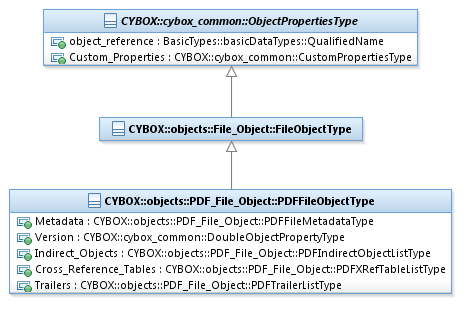 CYBOX::cybox_common::ObjectPropertiesType
object_reference : BasicTypes::basicDataTypes::QualifiedName
Custom_Properties : CYBOX::cybox_common::CustomPropertiesType
CYBOX::objects::File_Object::FileObjectType
CYBOX::objects::PDF_File_Object::PDFFileObjectType
Metadata : CYBOX::objects::PDF_File_Object::PDFFileMetadataType
Version : CYBOX::cybox_common::DoubleObjectPropertyType
Indirect_Objects : CYBOX::objects::PDF_File_Object::PDFIndirectObjectListType
Cross_Reference_Tables : CYBOX::objects::PDF_File_Object::PDFXRefTableListType
Trailers : CYBOX::objects::PDF_File_Object::PDFTrailerListType